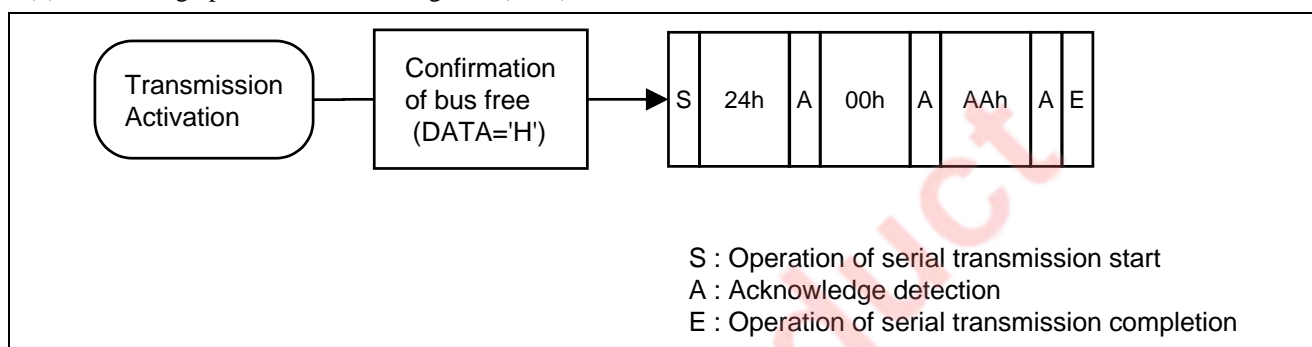 Transmission
Activation
Confirmation
of bus free
(DATA='H')
S 24h A 00h A AAh A E
S : Operation of serial transmission start
A : Acknowledge detection
E : Operation of serial transmission completion
duct